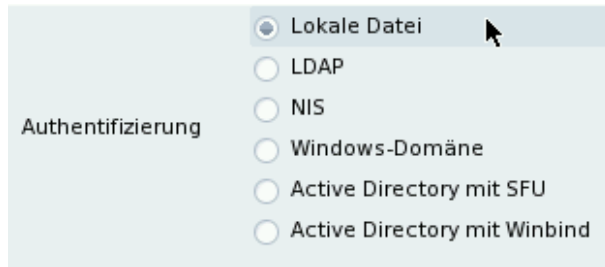 Authentifizierung
Lokale Datei
LDAP
NIS
Windows-Domäne
Active Directory mit SFU
Active Directory mit Winbind